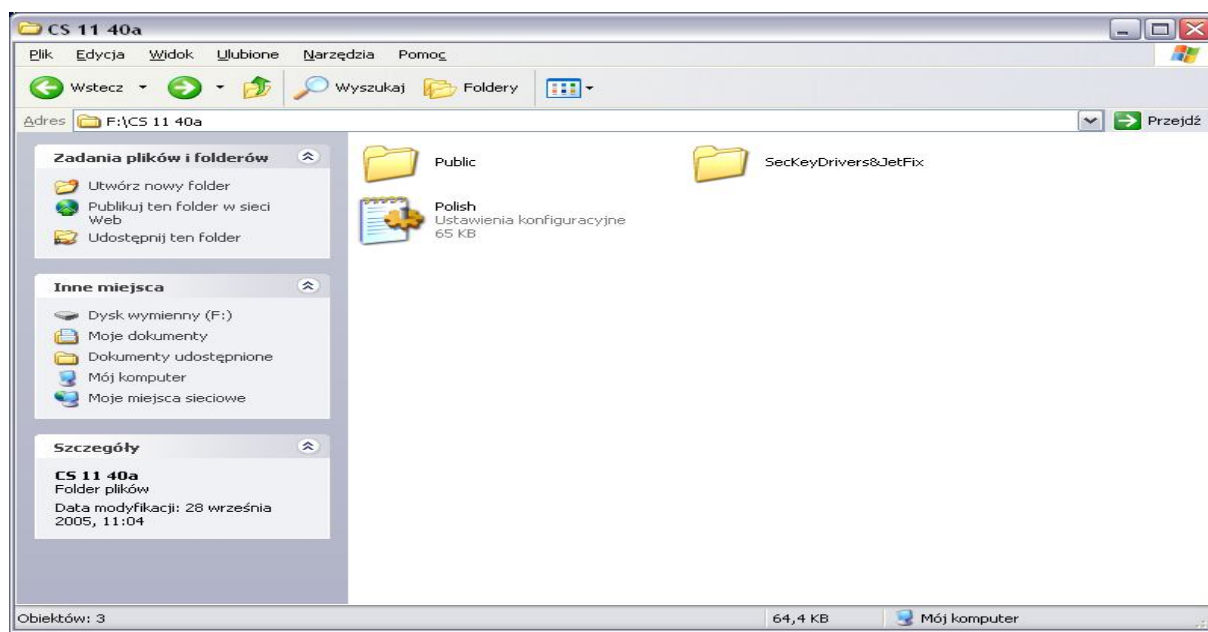 CS 11 40a
Plik Edycja Widok Ulubione Narzędzia Pomoc
Wstecz Wyszukaj Foldery
Adres F:\CS 11 40a Przejdź
Zadania plików i folderów
Utwórz nowy folder
Publikuj ten folder w sieci
Web
Udostępnij ten folder
Inne miejsca
Dysk wymienny (F:)
Moje dokumenty
Dokumenty udostępnione
Mój komputer
Moje miejsca sieciowe
Szczegóły
CS 11 40a
Folder plików
Data modyfikacji: 28 września
2005, 11:04
Public
SecKeyDrivers&JetFix
Polish
Ustawienia konfiguracyjne
65 KB
Obiektów: 3 64,4 KB Mój komputer